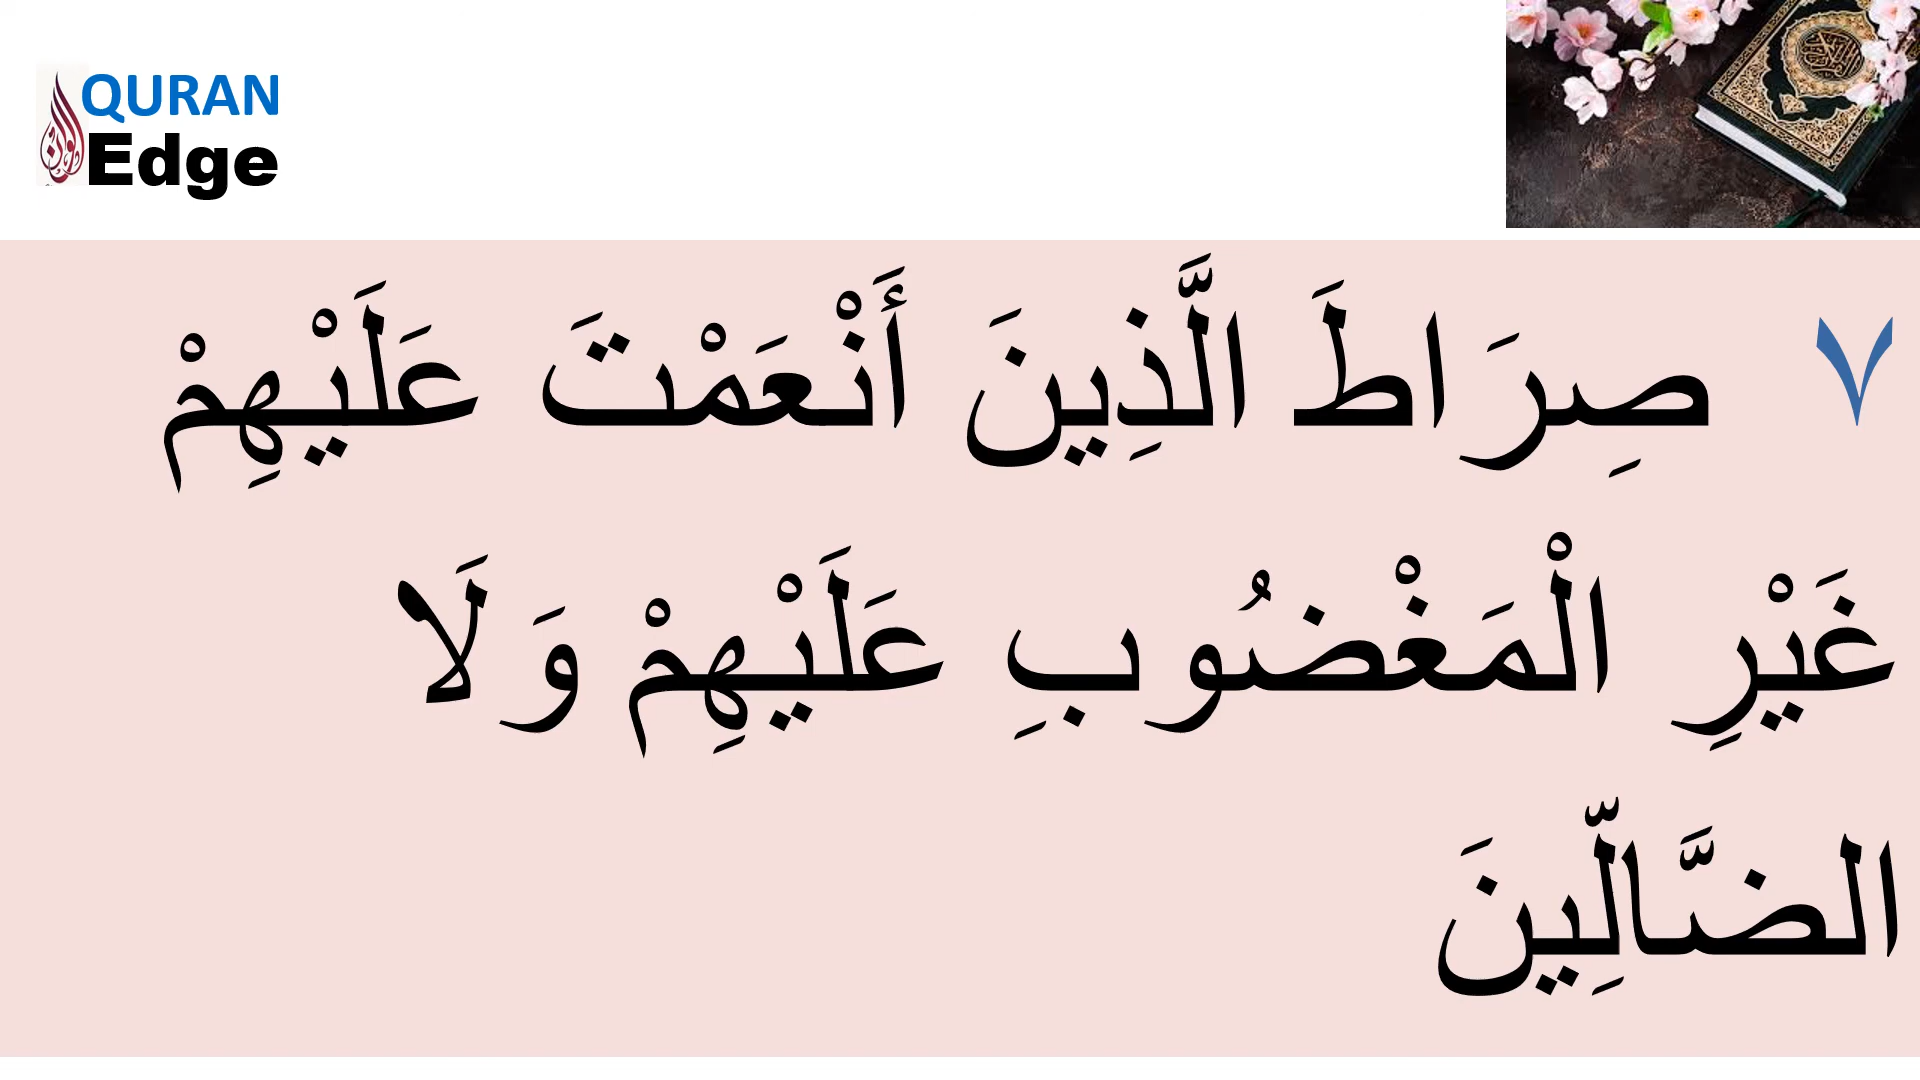 QURAN
Edge
٧ صِرَاطَ الَّذِينَ أَنْعَمْتَ عَلَيْهِمْ
غَيْرِ الْمَغْضُوبِ عَلَيْهِمْ وَلَا
الضَّالِّينَ